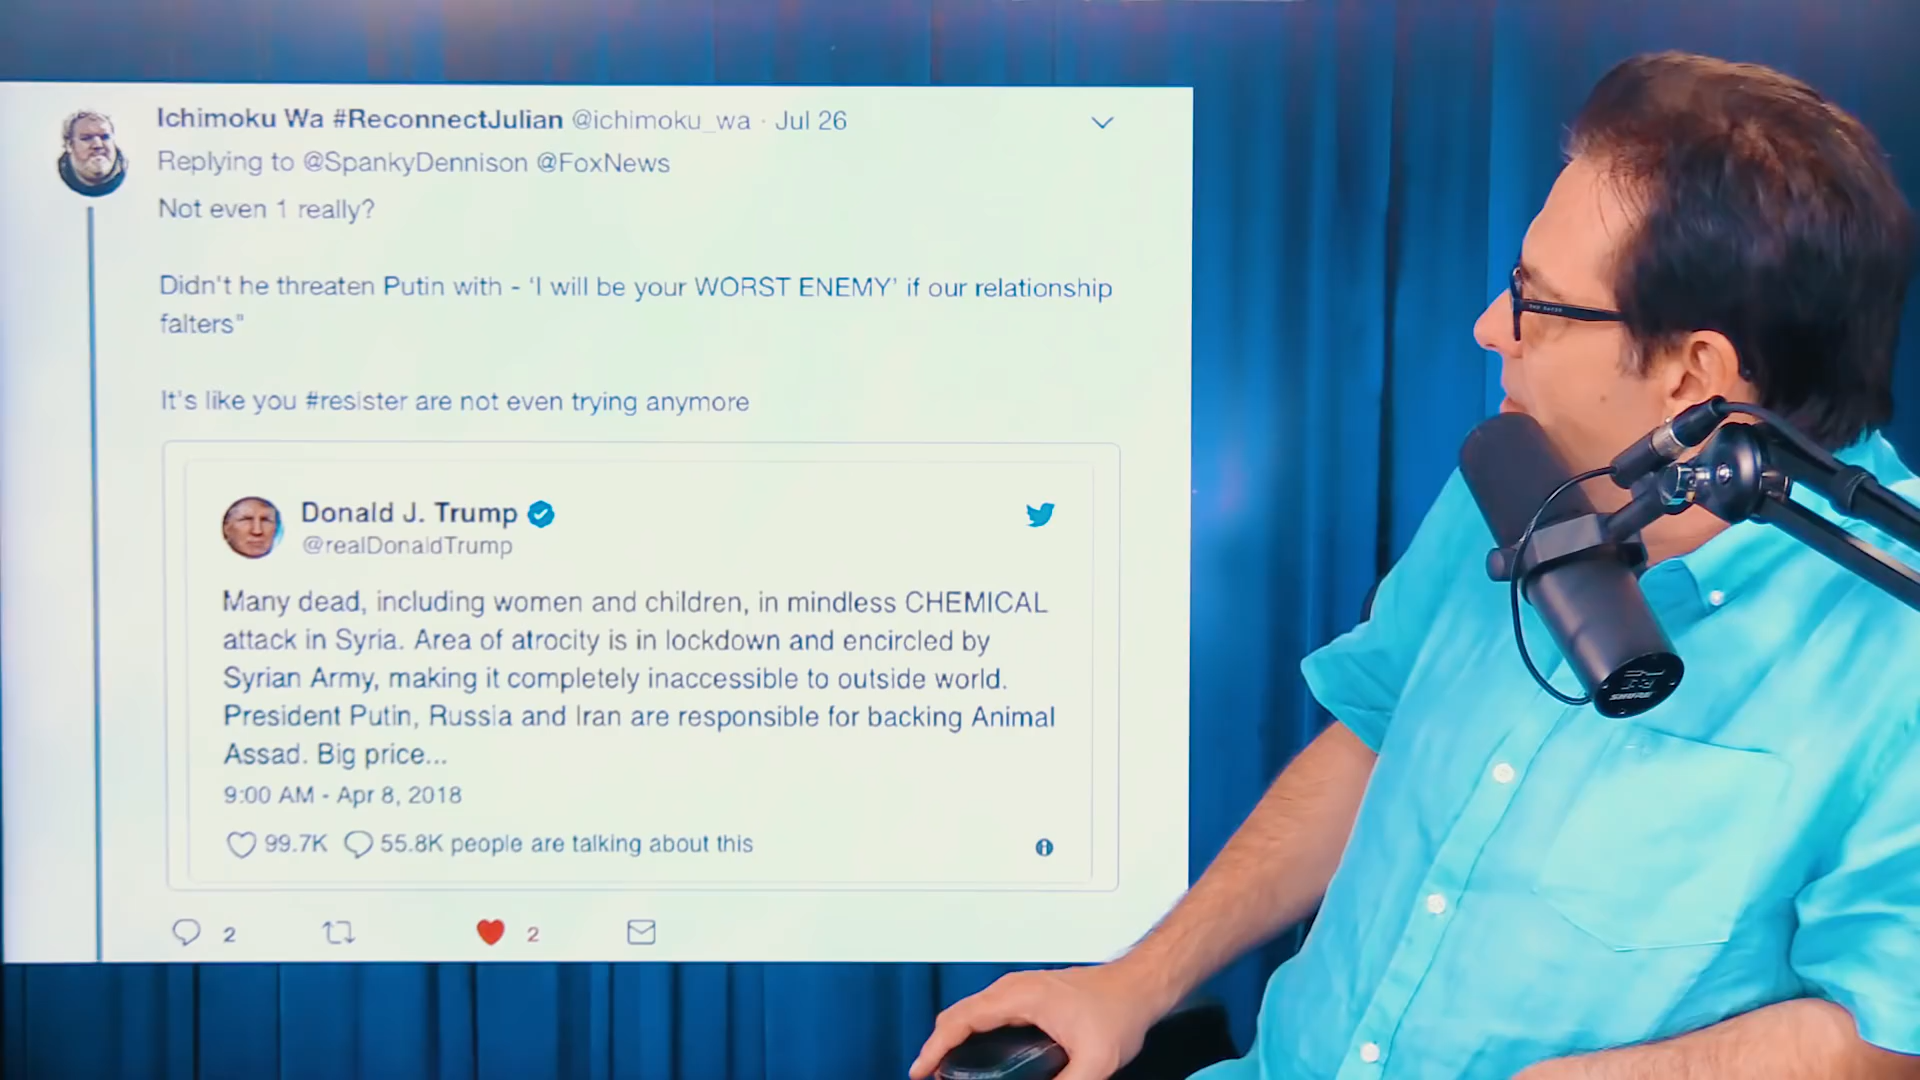 Ichimoku Wa #ReconnectJulian @ichimoku_wa · Jul 26
Replying to @SpankyDennison @FoxNews
Not even 1 really?
Didn't he threaten Putin with - 'I will be your WORST ENEMY' if our relationship
falters"
It's like you #resister are not even trying anymore
Donald J. Trump
@realDonaldTrump
Many dead, including women and children, in mindless CHEMICAL
attack in Syria. Area of atrocity is in lockdown and encircled by
Syrian Army, making it completely inaccessible to outside world.
President Putin, Russia and Iran are responsible for backing Animal
Assad. Big price...
9:00 AM - Apr 8, 2018
99.7K 55.8K people are talking about this
2 2
SHURE